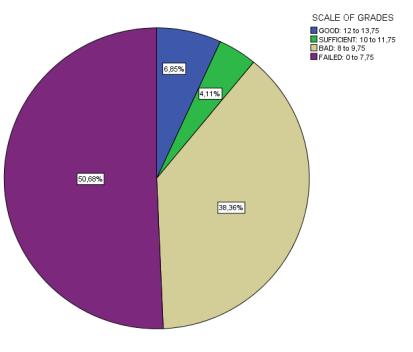 SCALE OF GRADES
GOOD: 12 to 13,75
SUFFICIENT: 10 to 11,75
BAD: 8 to 9,75
FAILED: 0 to 7,75
6,85%
4,11%
50,68%
38,36%